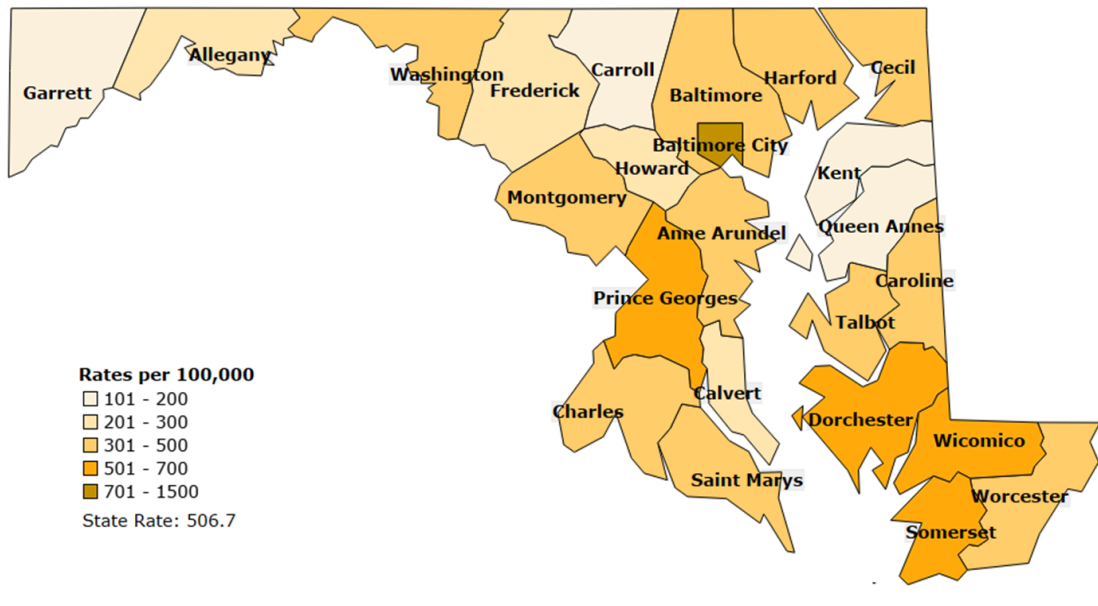 Garrett
Allegany
Washington
Frederick
Carroll
Baltimore
Harford
Cecil
Baltimore City
Howard
Kent
Montgomery
Anne Arundel
Queen Annes
Caroline
Prince Georges
Talbot
Calvert
Charles
Dorchester
Wicomico
Saint Marys
Worcester
Somerset
Rates per 100,000
101 - 200
201 - 300
301 - 500
501 - 700
701 - 1500
State Rate: 506.7